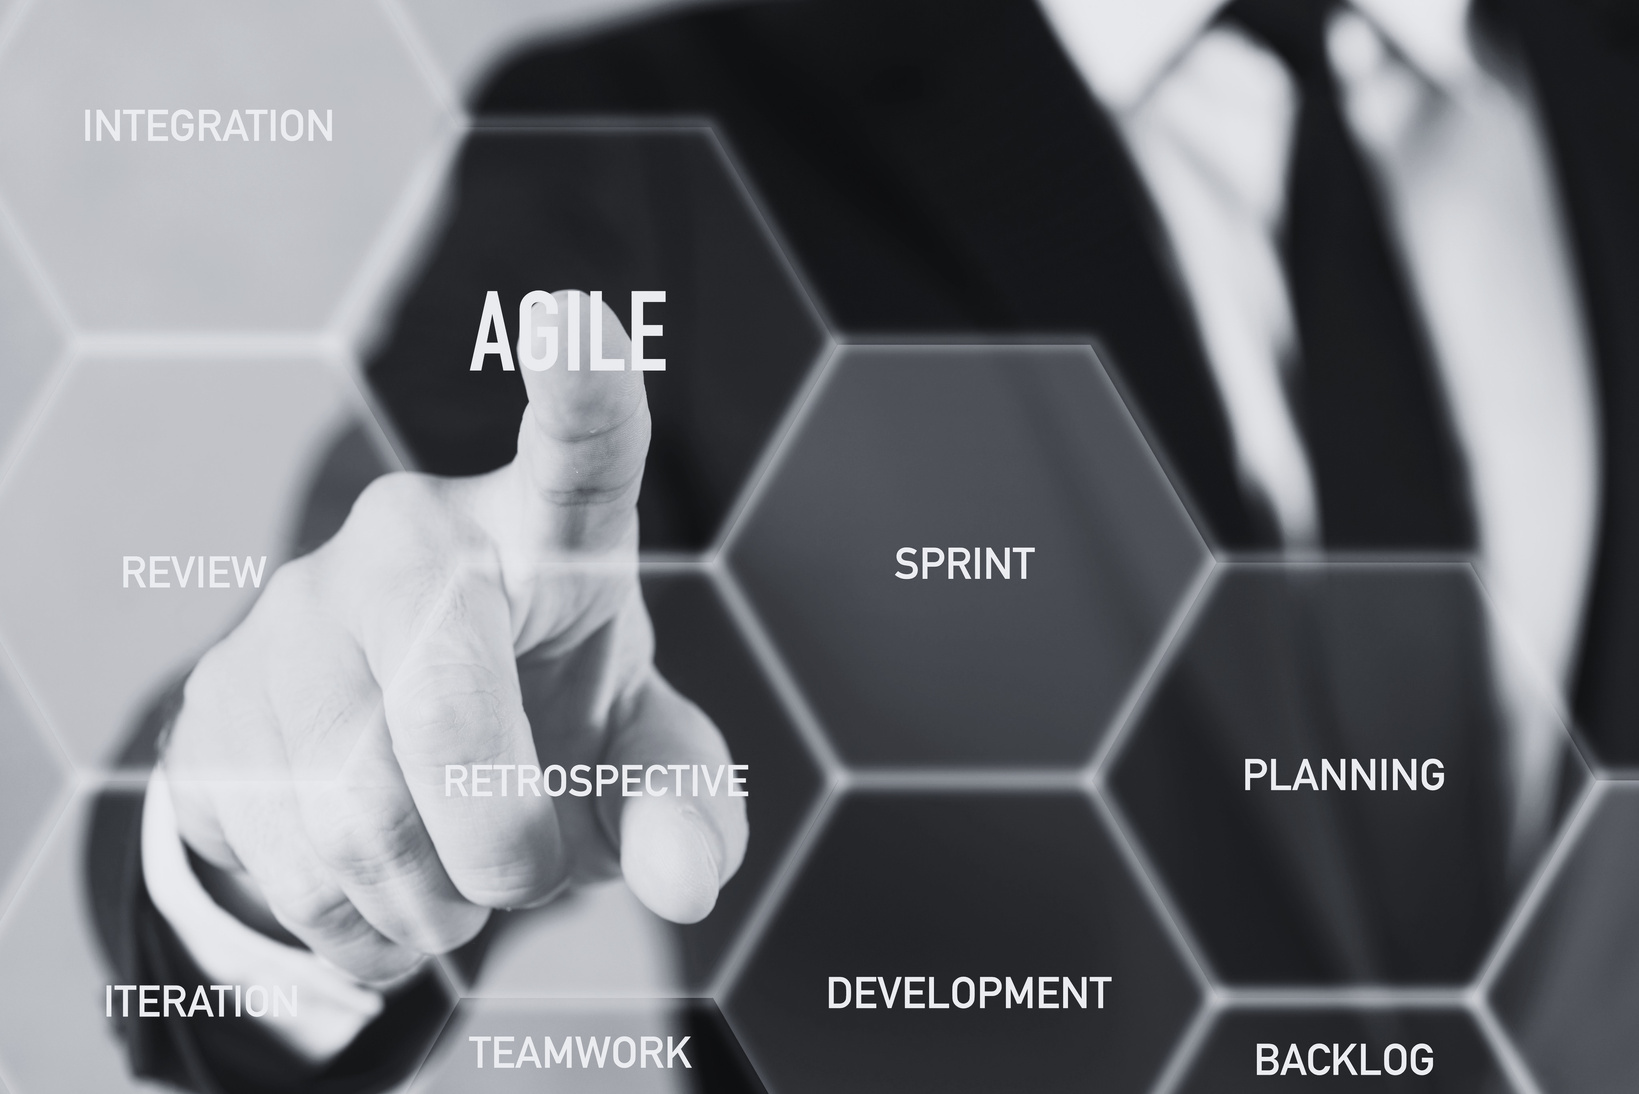 INTEGRATION
AGILE
REVIEW
SPRINT
RETROSPECTIVE
PLANNING
ITERATION
DEVELOPMENT
TEAMWORK
BACKLOG